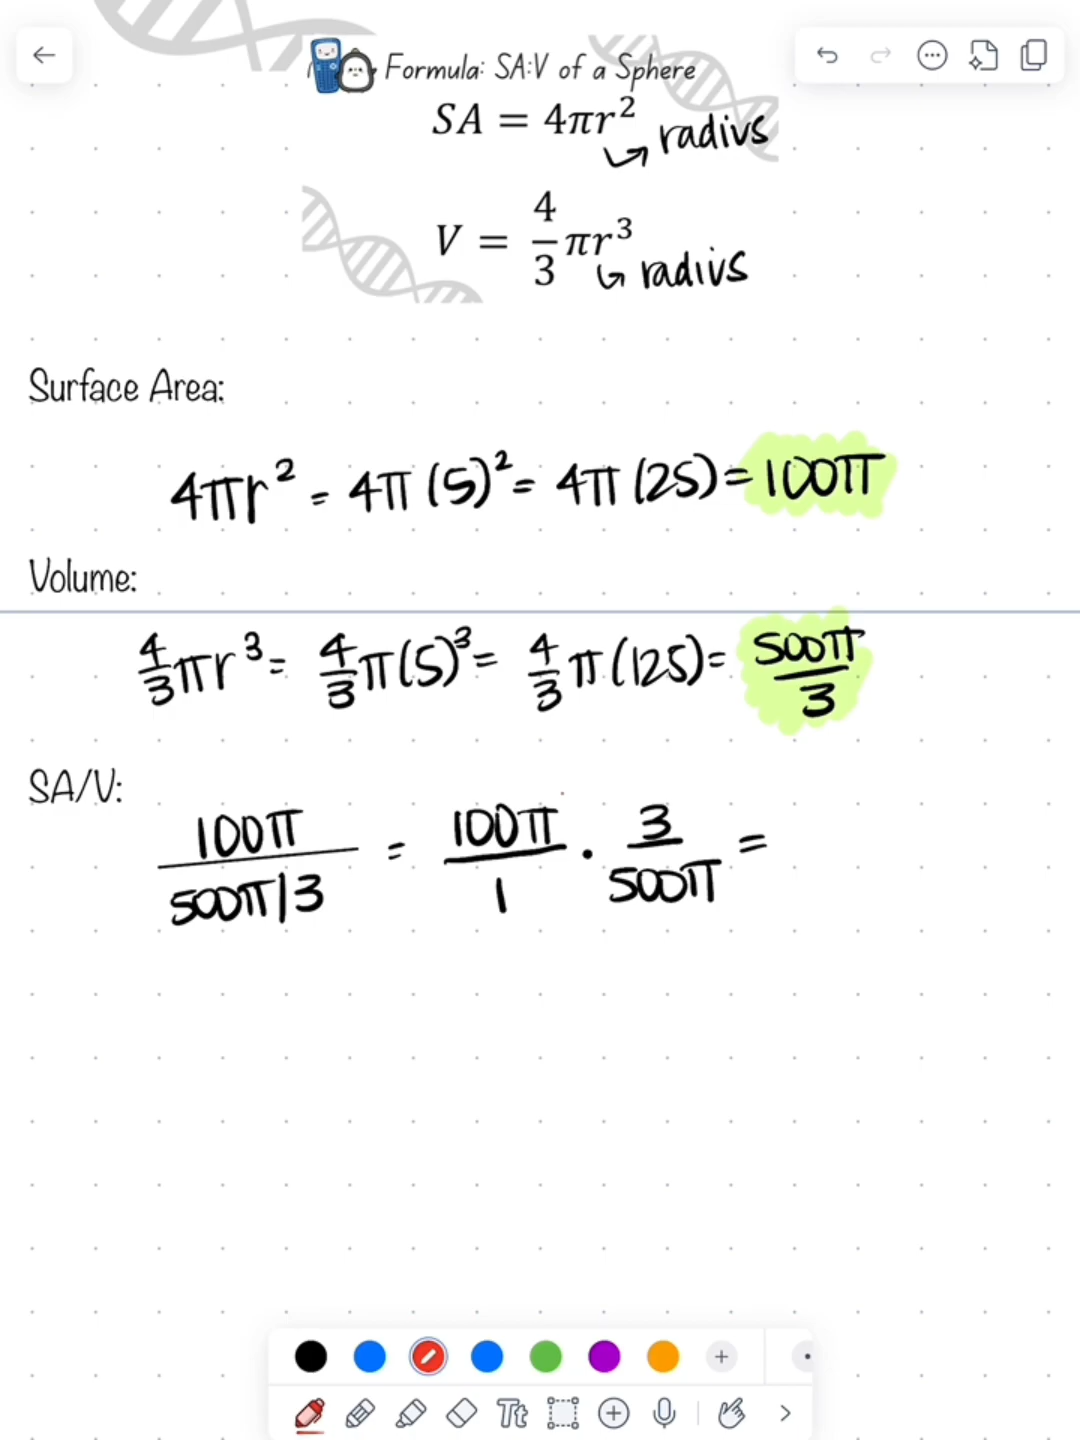 Formula: SA:V of a Sphere
SA = 4πr²
radius
V = 4/3 πr³
radius
Surface Area:
4πr² = 4π(5)² = 4π(25) = 100π
Volume:
4/3 πr³ = 4/3 π(5)³ = 4/3 π(125) = 500π/3
SA/V:
100π / 500π/3 = 100π/1 · 3/500π =
Tt